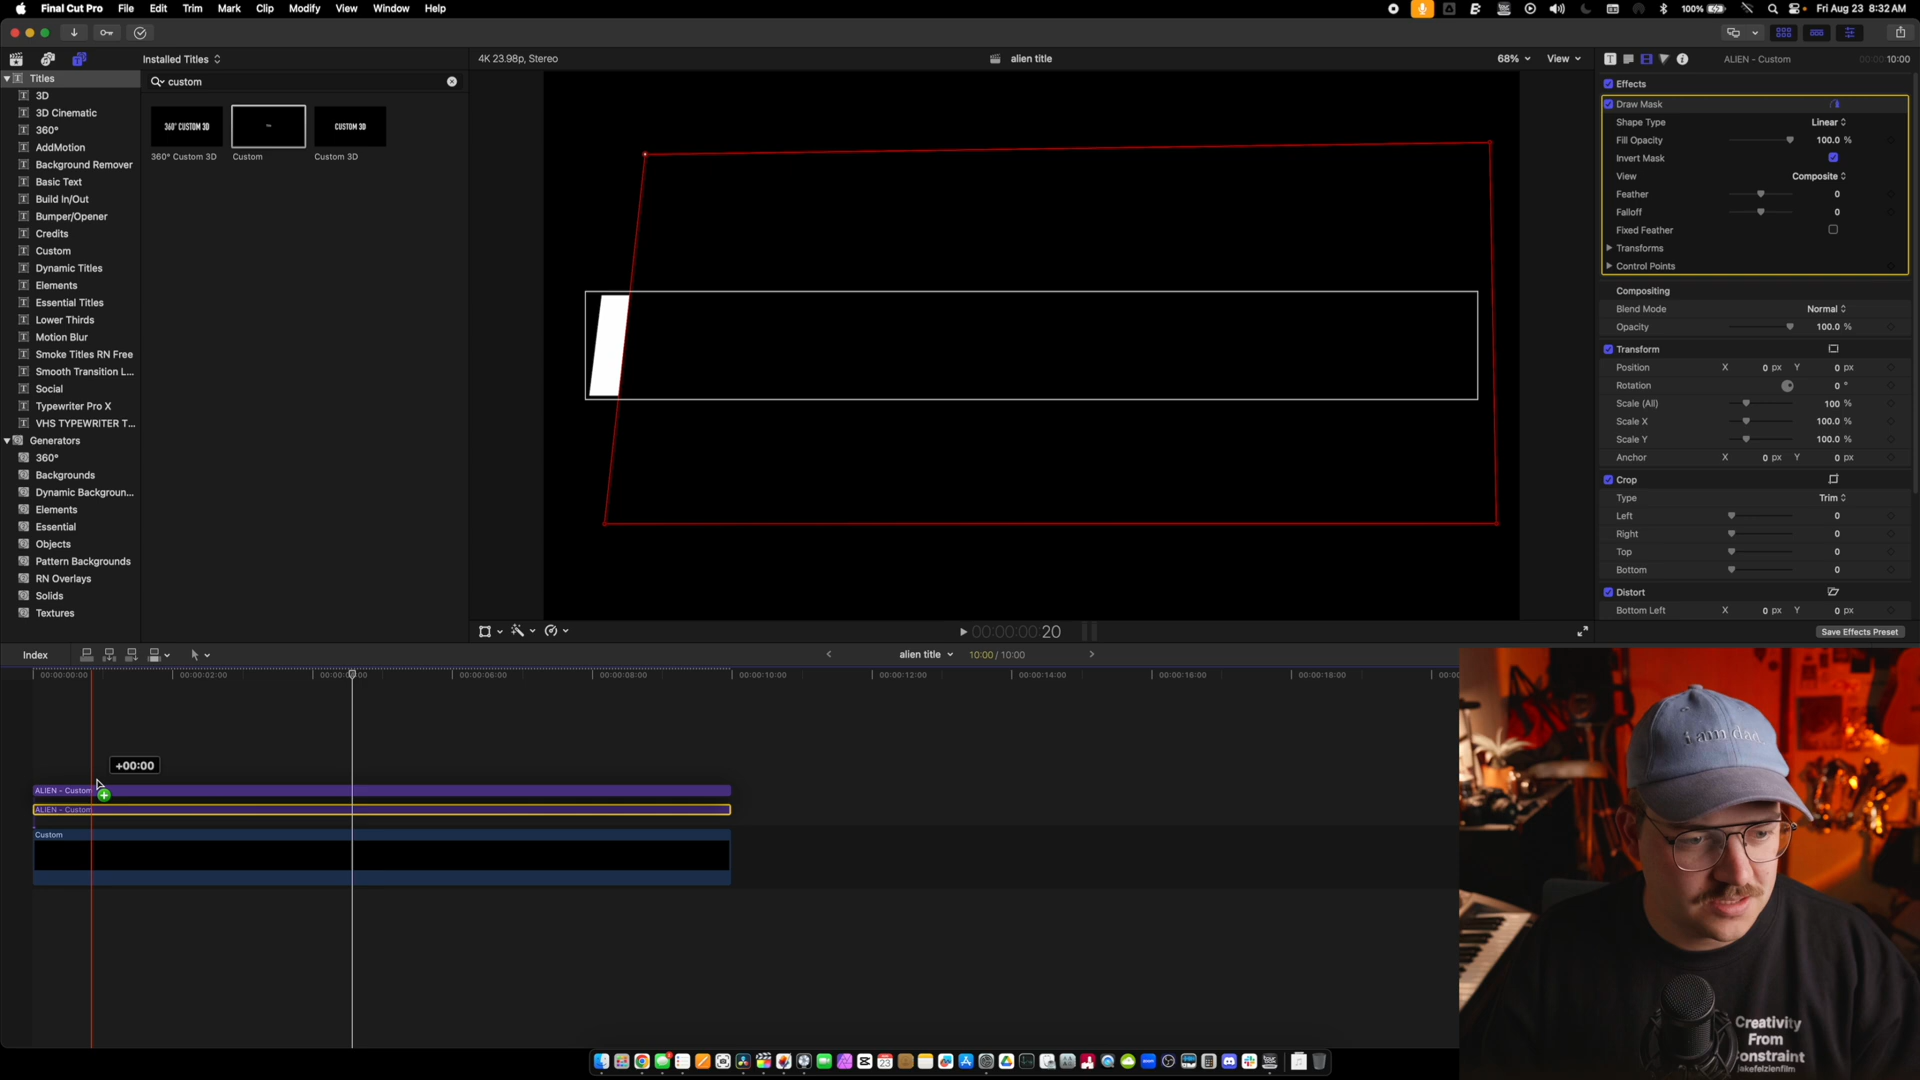 Final Cut Pro File Edit Trim Mark Clip Modify View Window Help 100% Fri Aug 23 8:32 AM
Installed Titles 4K 23.98p, Stereo alien title 68% View ALIEN - Custom 00:00 10:00
Titles
3D
3D Cinematic
360°
AddMotion
Background Remover
Basic Text
Build In/Out
Bumper/Opener
Credits
Custom
Dynamic Titles
Elements
Essential Titles
Lower Thirds
Motion Blur
Smoke Titles RN Free
Smooth Transition L...
Social
Typewriter Pro X
VHS TYPEWRITER T...
Generators
360°
Backgrounds
Dynamic Backgroun...
Elements
Essential
Objects
Pattern Backgrounds
RN Overlays
Solids
Textures
custom
360° CUSTOM 3D
CUSTOM 3D
360° Custom 3D Custom Custom 3D
Effects
Draw Mask
Shape Type Linear
Fill Opacity 100.0 %
Invert Mask
View Composite
Feather 0
Falloff 0
Fixed Feather
Transforms
Control Points
Compositing
Blend Mode Normal
Opacity 100.0 %
Transform
Position X 0 px Y 0 px
Rotation 0 °
Scale (All) 100 %
Scale X 100.0 %
Scale Y 100.0 %
Anchor X 0 px Y 0 px
Crop
Type Trim
Left 0
Right 0
Top 0
Bottom 0
Distort
Bottom Left X 0 px Y 0 px
00:00:00:20
Save Effects Preset
Index alien title 10:00 / 10:00
00:00:00:00 00:00:02:00 00:00:06:00 00:00:08:00 00:00:10:00 00:00:12:00 00:00:14:00 00:00:16:00 00:00:18:00
+00:00
ALIEN - Custom
ALIEN - Custom
Custom
23
i am dad.
Creativity
From
Constraint
jakefelzienfilm